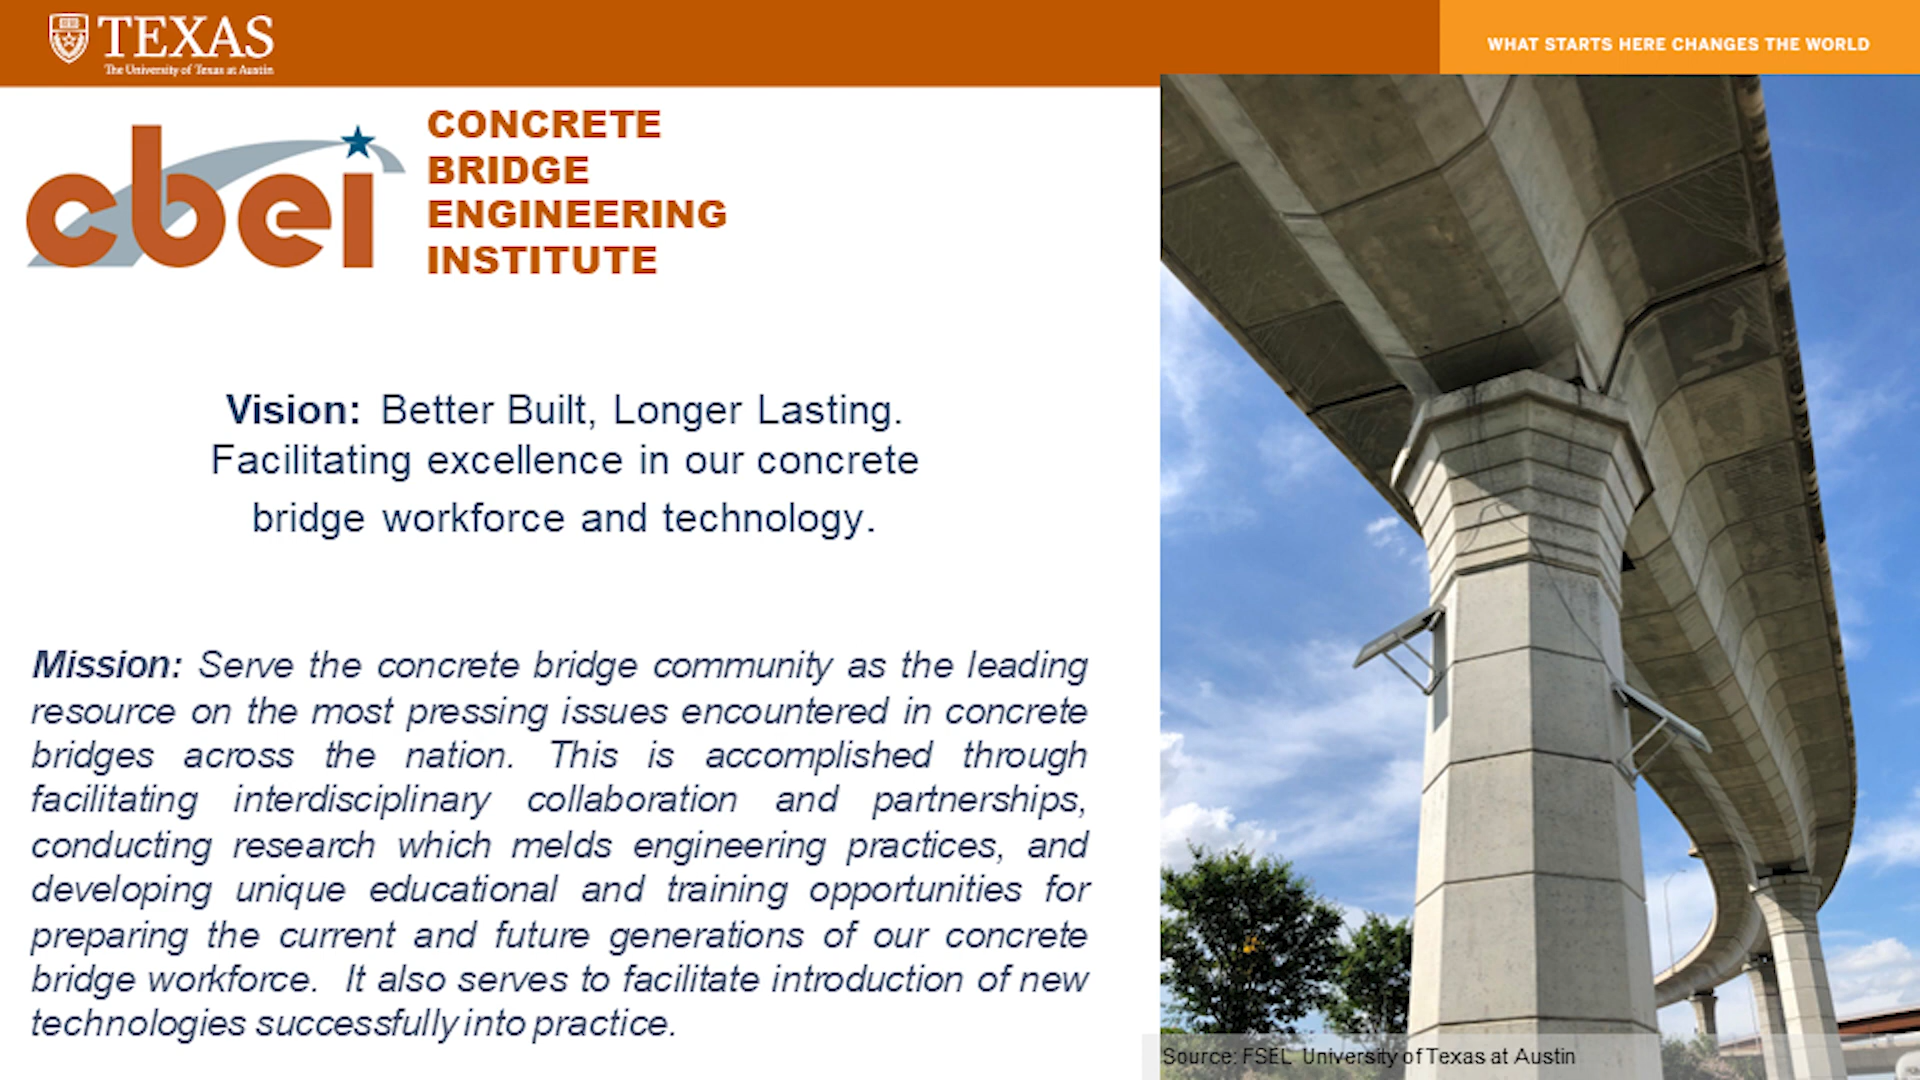 TEXAS
The University of Texas at Austin
WHAT STARTS HERE CHANGES THE WORLD
cbei
CONCRETE
BRIDGE
ENGINEERING
INSTITUTE
Vision: Better Built, Longer Lasting.
Facilitating excellence in our concrete
bridge workforce and technology.
Mission: Serve the concrete bridge community as the leading
resource on the most pressing issues encountered in concrete
bridges across the nation. This is accomplished through
facilitating interdisciplinary collaboration and partnerships,
conducting research which melds engineering practices, and
developing unique educational and training opportunities for
preparing the current and future generations of our concrete
bridge workforce. It also serves to facilitate introduction of new
technologies successfully into practice.
Source: FSEL University of Texas at Austin